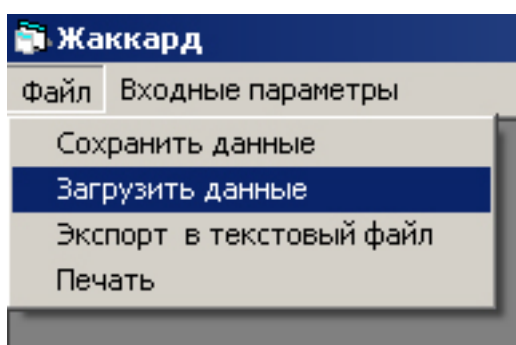 Жаккард
Файл Входные параметры
Сохранить данные
Загрузить данные
Экспорт в текстовый файл
Печать